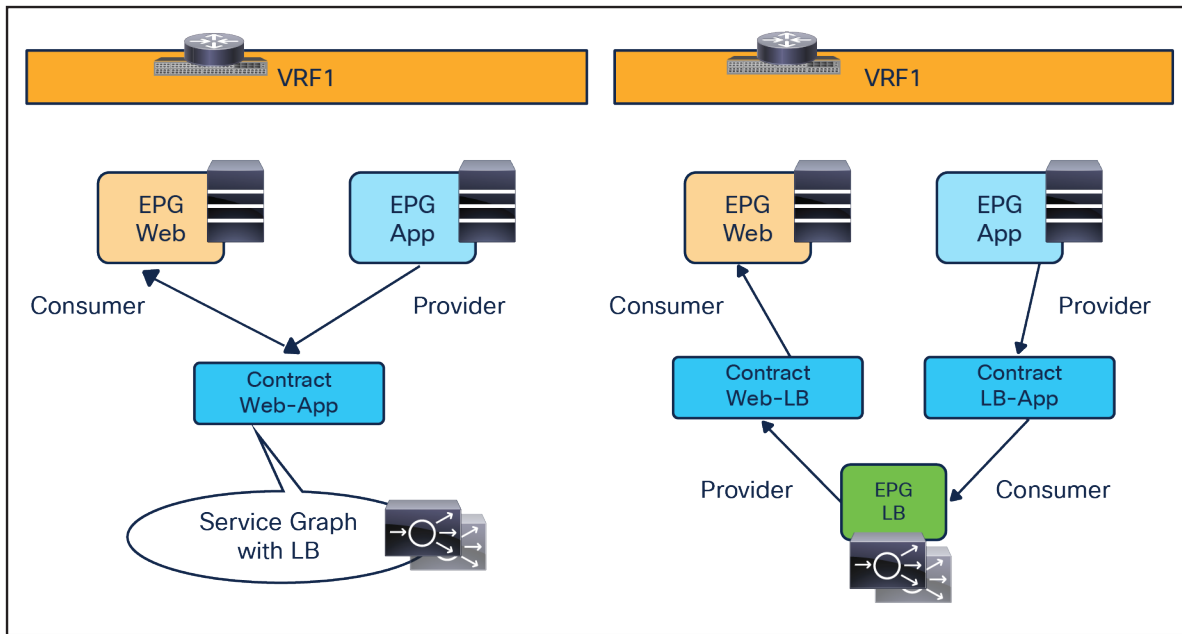 VRF1
EPG
Web
EPG
App
Consumer
Provider
Contract
Web-App
Service Graph
with LB
VRF1
EPG
Web
EPG
App
Consumer
Provider
Contract
Web-LB
Contract
LB-App
Provider
EPG
LB
Consumer